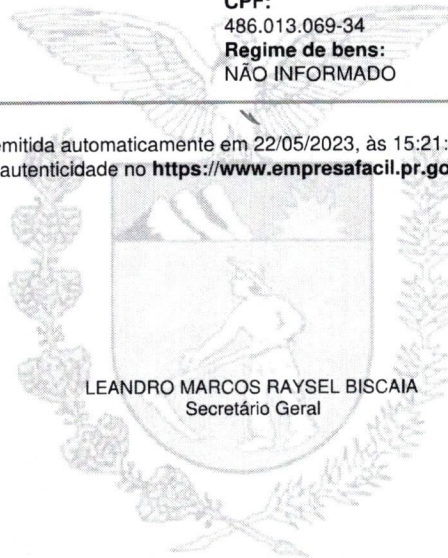 CPF:
486.013.069-34
Regime de bens:
NÃO INFORMADO
mitida automaticamente em 22/05/2023, às 15:21:
autenticidade no https://www.empresafacil.pr.go
LEANDRO MARCOS RAYSEL BISCAIA
Secretário Geral